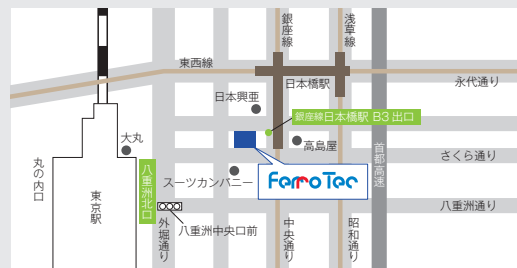 銀座線
浅草線
東西線
日本橋駅
永代通り
日本興亜
銀座線日本橋駅 B3 出口
大丸
高島屋
さくら通り
丸の内口
東京駅
八重洲北口
スーツカンパニー
FerroTec
首都高速
八重洲通り
八重洲中央口前
外堀通り
中央通り
昭和通り